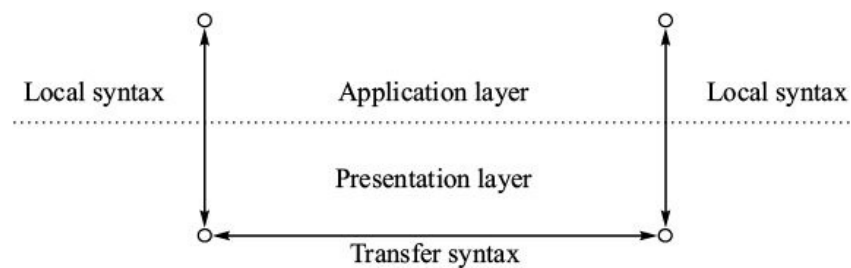 Local syntax Application layer Local syntax
Presentation layer
Transfer syntax